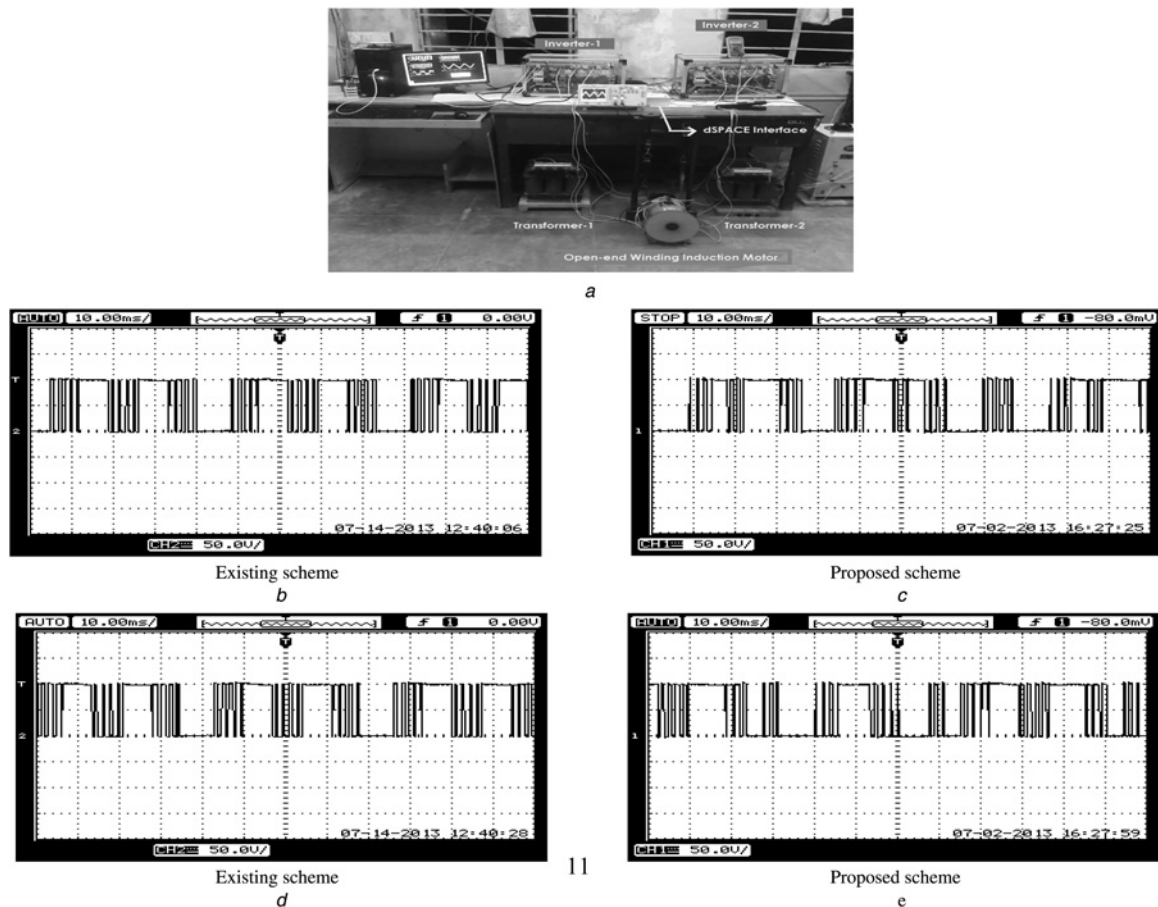 Inverter-1
Inverter-2
dSPACE Interface
Transformer-1
Transformer-2
Open-end Winding Induction Motor
a
AUTO 10.00ms/ T 1 0.00V
T
2
07-14-2013 12:40:06
CH2 50.0V/
Existing scheme
b
STOP 10.00ms/ T 1 -80.0mV
1
07-02-2013 16:27:25
CH1 50.0V/
Proposed scheme
c
AUTO 10.00ms/ T 1 0.00V
T
2
07-14-2013 12:40:28
CH2 50.0V/
Existing scheme
d
AUTO 10.00ms/ T 1 -80.0mV
1
07-02-2013 16:27:59
CH1 50.0V/
Proposed scheme
e
11